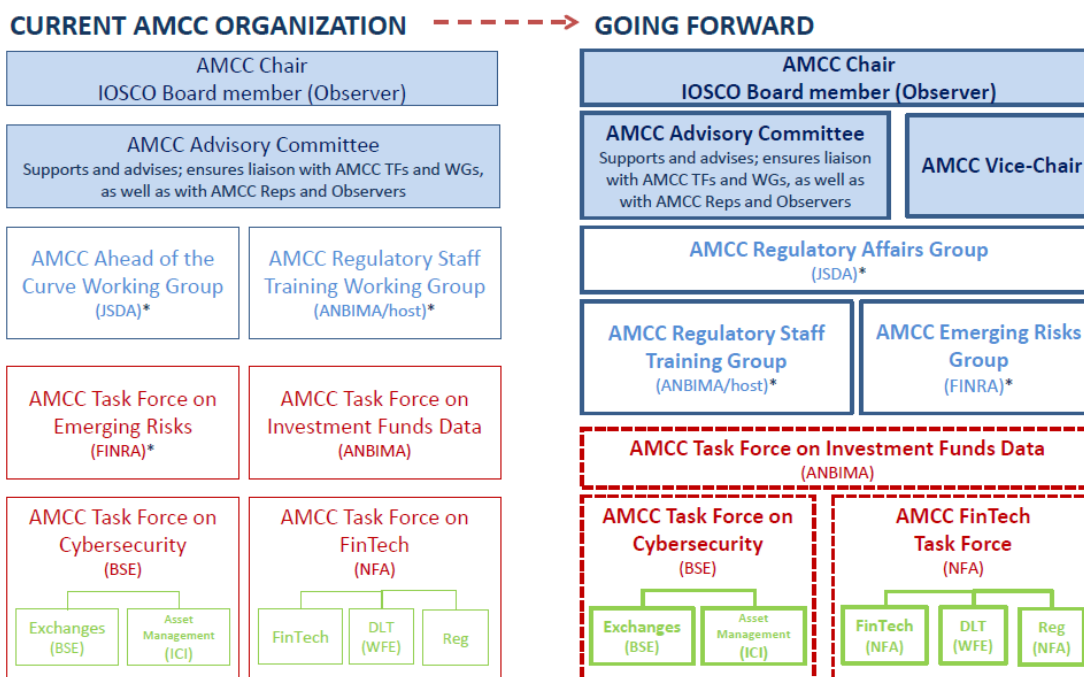 CURRENT AMCC ORGANIZATION
AMCC Chair
IOSCO Board member (Observer)
AMCC Advisory Committee
Supports and advises; ensures liaison with AMCC TFs and WGs,
as well as with AMCC Reps and Observers
AMCC Ahead of the
Curve Working Group
(JSDA)*
AMCC Regulatory Staff
Training Working Group
(ANBIMA/host)*
AMCC Task Force on
Emerging Risks
(FINRA)*
AMCC Task Force on
Investment Funds Data
(ANBIMA)
AMCC Task Force on
Cybersecurity
(BSE)
Exchanges
(BSE)
Asset
Management
(ICI)
AMCC Task Force on
FinTech
(NFA)
FinTech
DLT
(WFE)
Reg
GOING FORWARD
AMCC Chair
IOSCO Board member (Observer)
AMCC Advisory Committee
Supports and advises; ensures liaison
with AMCC TFs and WGs, as well as
with AMCC Reps and Observers
AMCC Vice-Chair
AMCC Regulatory Affairs Group
(JSDA)*
AMCC Regulatory Staff
Training Group
(ANBIMA/host)*
AMCC Emerging Risks
Group
(FINRA)*
AMCC Task Force on Investment Funds Data
(ANBIMA)
AMCC Task Force on
Cybersecurity
(BSE)
Exchanges
(BSE)
Asset
Management
(ICI)
AMCC FinTech
Task Force
(NFA)
FinTech
(NFA)
DLT
(WFE)
Reg
(NFA)